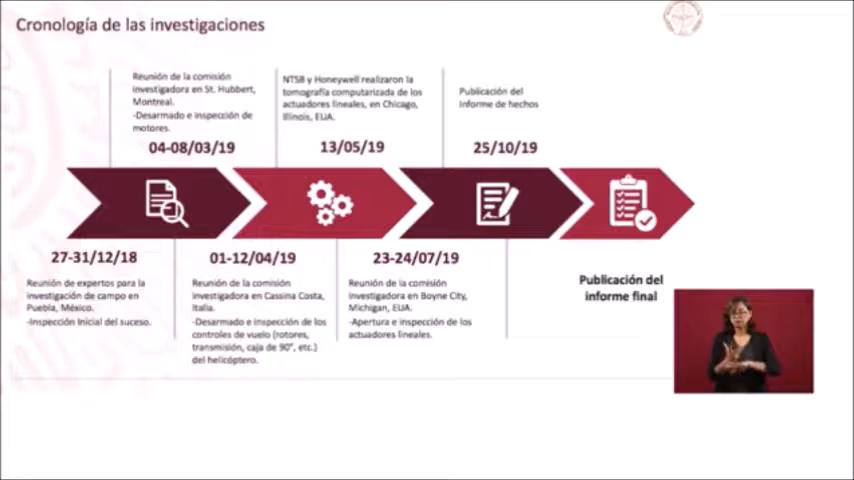 Cronología de las investigaciones
Reunión de la comisión
investigadora en St. Hubbert,
Montreal.
-Desarmado e inspección de
motores.
04-08/03/19
NTSB y Honeywell realizaron la
tomografía computarizada de los
actuadores lineales, en Chicago,
Illinois, EUA.
13/05/19
Publicación del
Informe de hechos
25/10/19
27-31/12/18
Reunión de expertos para la
investigación de campo en
Puebla, México.
-Inspección Inicial del suceso.
01-12/04/19
Reunión de la comisión
investigadora en Cassina Costa,
Italia.
-Desarmado e inspección de los
controles de vuelo (rotores,
transmisión, caja de 90°, etc.)
del helicóptero.
23-24/07/19
Reunión de la comisión
investigadora en Boyne City,
Michigan, EUA.
-Apertura e inspección de los
actuadores lineales.
Publicación del
informe final